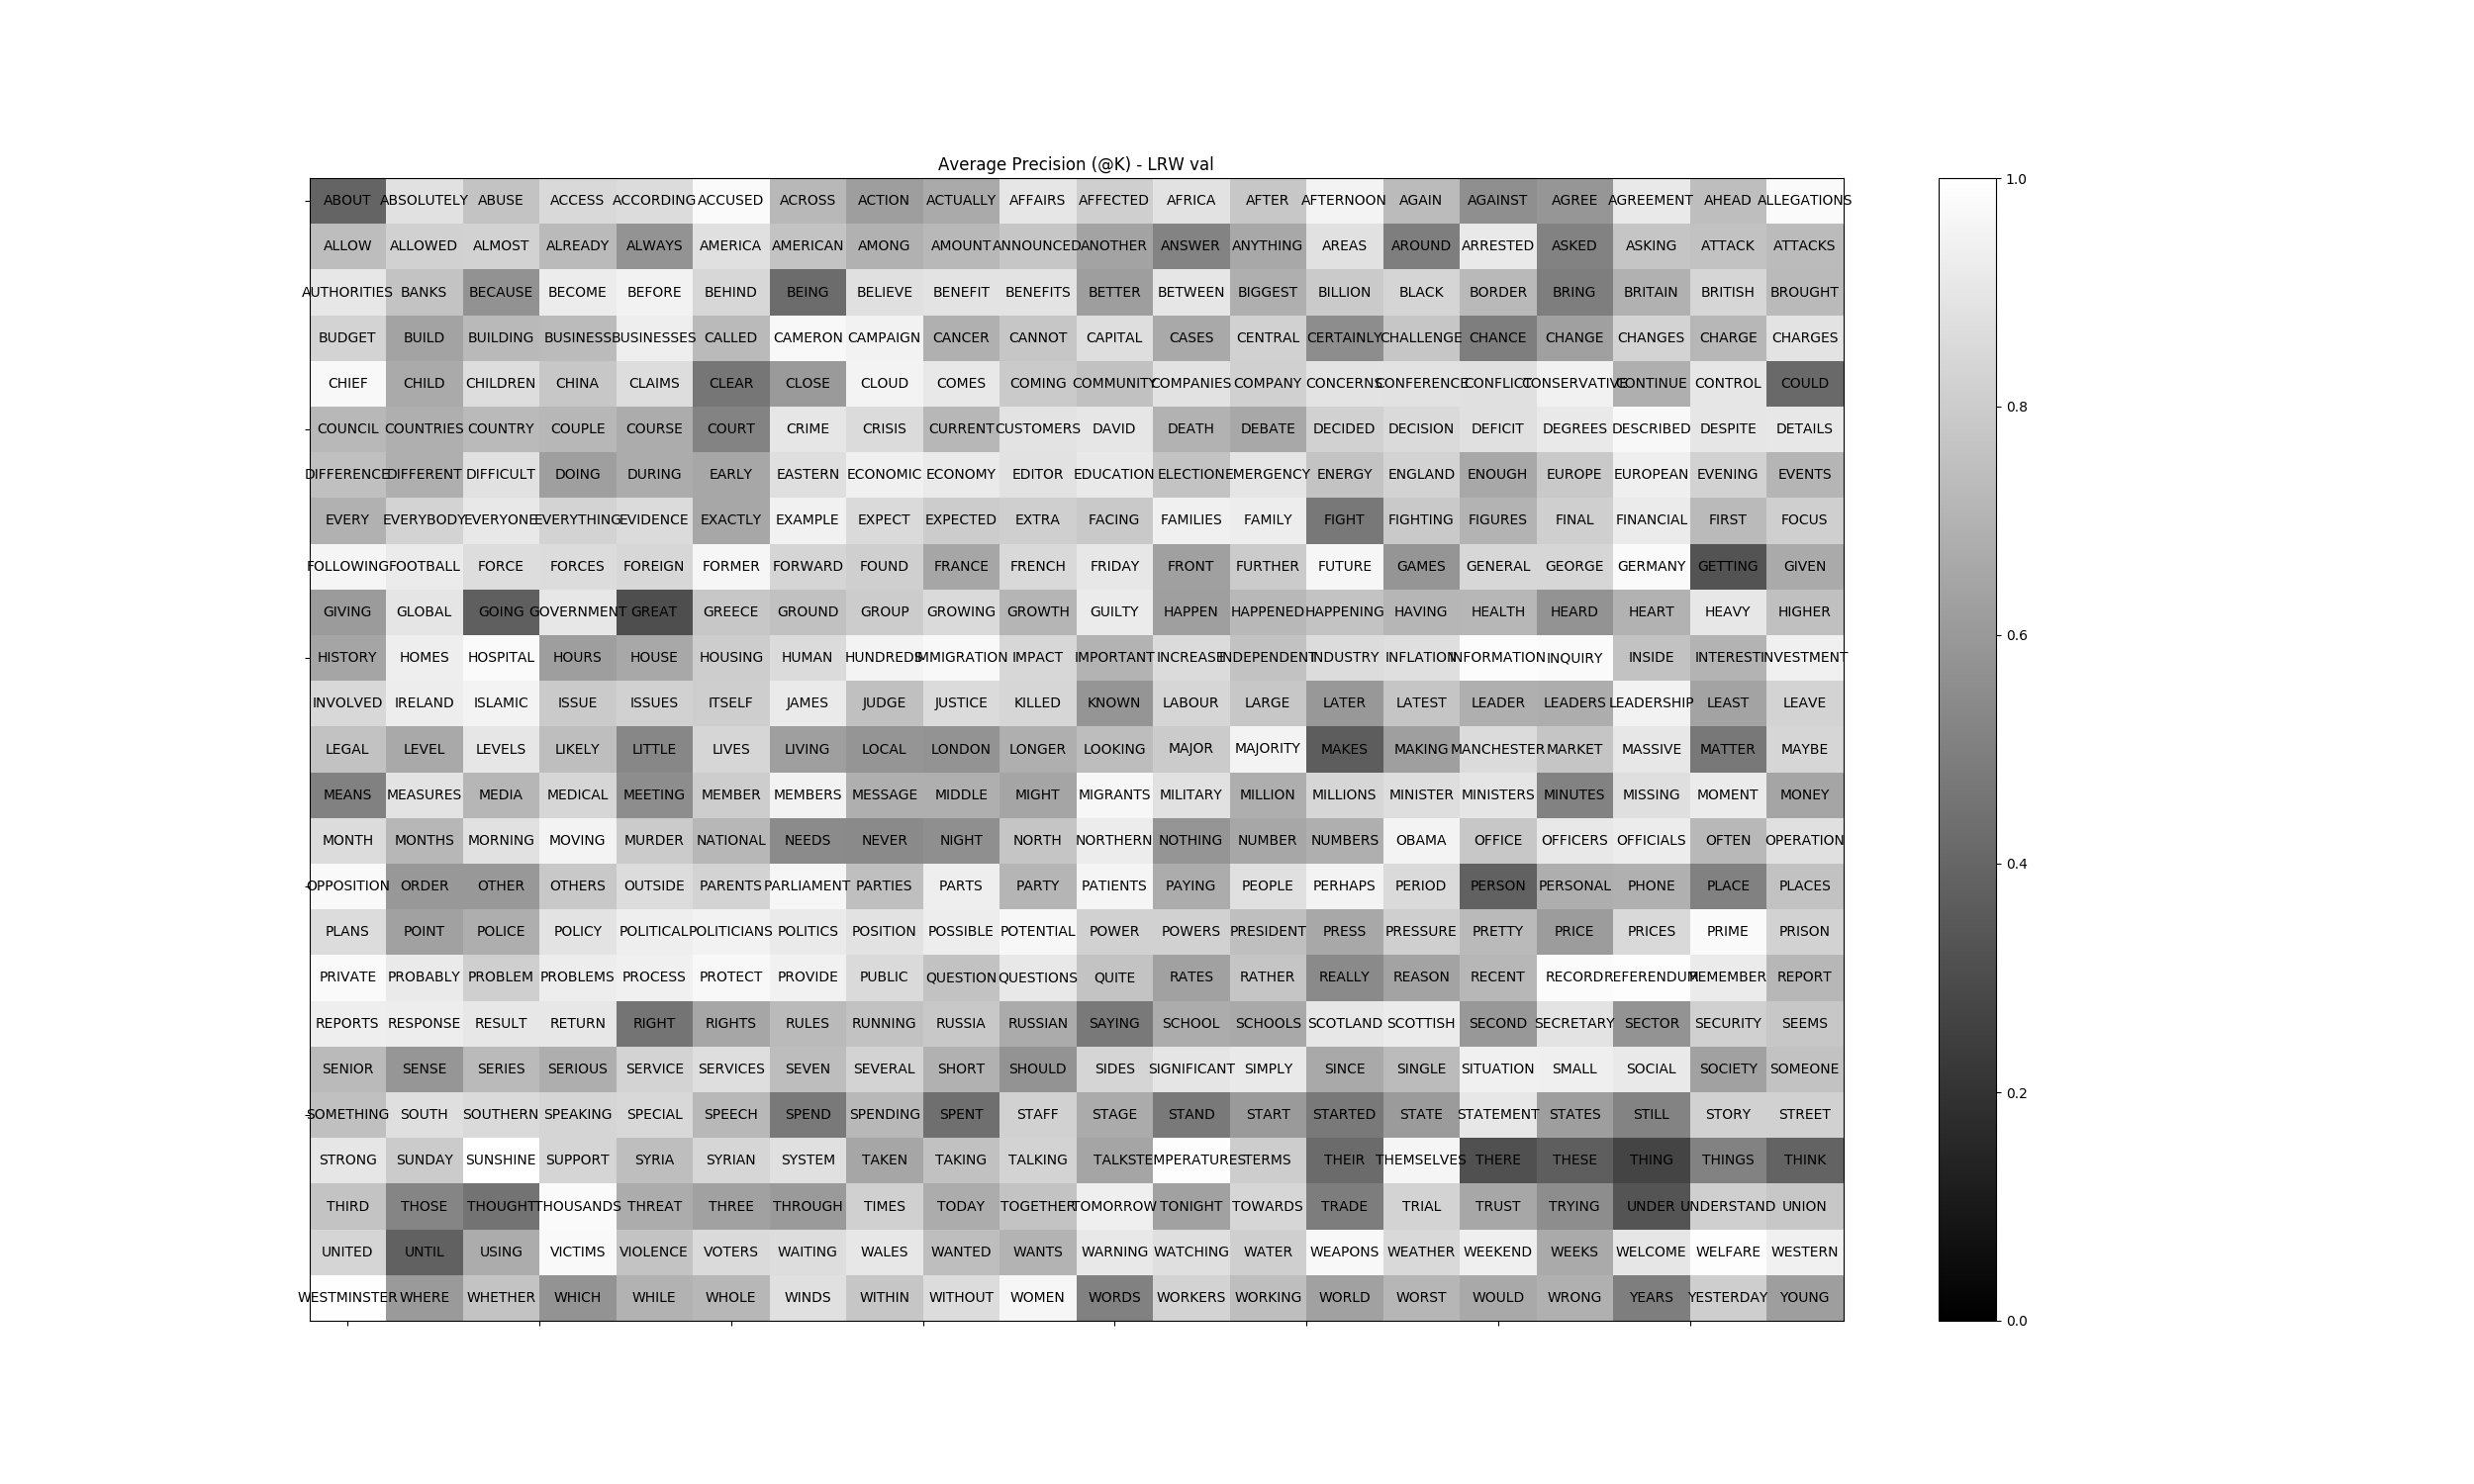 Average Precision (@K) - LRW val
ABOUT ABSOLUTELY ABUSE ACCESS ACCORDING ACCUSED ACROSS ACTION ACTUALLY AFFAIRS AFFECTED AFRICA AFTER AFTERNOON AGAIN AGAINST AGREE AGREEMENT AHEAD ALLEGATIONS 1.0
ALLOW ALLOWED ALMOST ALREADY ALWAYS AMERICA AMERICAN AMONG AMOUNT ANNOUNCED ANOTHER ANSWER ANYTHING AREAS AROUND ARRESTED ASKED ASKING ATTACK ATTACKS
AUTHORITIES BANKS BECAUSE BECOME BEFORE BEHIND BEING BELIEVE BENEFIT BENEFITS BETTER BETWEEN BIGGEST BILLION BLACK BORDER BRING BRITAIN BRITISH BROUGHT
BUDGET BUILD BUILDING BUSINESS BUSINESSES CALLED CAMERON CAMPAIGN CANCER CANNOT CAPITAL CASES CENTRAL CERTAINLY CHALLENGE CHANCE CHANGE CHANGES CHARGE CHARGES
CHIEF CHILD CHILDREN CHINA CLAIMS CLEAR CLOSE CLOUD COMES COMING COMMUNITY COMPANIES COMPANY CONCERNS CONFERENCE CONFLICT CONSERVATIVE CONTINUE CONTROL COULD 0.8
COUNCIL COUNTRIES COUNTRY COUPLE COURSE COURT CRIME CRISIS CURRENT CUSTOMERS DAVID DEATH DEBATE DECIDED DECISION DEFICIT DEGREES DESCRIBED DESPITE DETAILS
DIFFERENCE DIFFERENT DIFFICULT DOING DURING EARLY EASTERN ECONOMIC ECONOMY EDITOR EDUCATION ELECTION EMERGENCY ENERGY ENGLAND ENOUGH EUROPE EUROPEAN EVENING EVENTS
EVERY EVERYBODY EVERYONE EVERYTHING EVIDENCE EXACTLY EXAMPLE EXPECT EXPECTED EXTRA FACING FAMILIES FAMILY FIGHT FIGHTING FIGURES FINAL FINANCIAL FIRST FOCUS
FOLLOWING FOOTBALL FORCE FORCES FOREIGN FORMER FORWARD FOUND FRANCE FRENCH FRIDAY FRONT FURTHER FUTURE GAMES GENERAL GEORGE GERMANY GETTING GIVEN
GIVING GLOBAL GOING GOVERNMENT GREAT GREECE GROUND GROUP GROWING GROWTH GUILTY HAPPEN HAPPENED HAPPENING HAVING HEALTH HEARD HEART HEAVY HIGHER 0.6
HISTORY HOMES HOSPITAL HOURS HOUSE HOUSING HUMAN HUNDREDS IMMIGRATION IMPACT IMPORTANT INCREASE INDEPENDENT INDUSTRY INFLATION INFORMATION INQUIRY INSIDE INTEREST INVESTMENT
INVOLVED IRELAND ISLAMIC ISSUE ISSUES ITSELF JAMES JUDGE JUSTICE KILLED KNOWN LABOUR LARGE LATER LATEST LEADER LEADERS LEADERSHIP LEAST LEAVE
LEGAL LEVEL LEVELS LIKELY LITTLE LIVES LIVING LOCAL LONDON LONGER LOOKING MAJOR MAJORITY MAKES MAKING MANCHESTER MARKET MASSIVE MATTER MAYBE
MEANS MEASURES MEDIA MEDICAL MEETING MEMBER MEMBERS MESSAGE MIDDLE MIGHT MIGRANTS MILITARY MILLION MILLIONS MINISTER MINISTERS MINUTES MISSING MOMENT MONEY
MONTH MONTHS MORNING MOVING MURDER NATIONAL NEEDS NEVER NIGHT NORTH NORTHERN NOTHING NUMBER NUMBERS OBAMA OFFICE OFFICERS OFFICIALS OFTEN OPERATION 0.4
OPPOSITION ORDER OTHER OTHERS OUTSIDE PARENTS PARLIAMENT PARTIES PARTS PARTY PATIENTS PAYING PEOPLE PERHAPS PERIOD PERSON PERSONAL PHONE PLACE PLACES
PLANS POINT POLICE POLICY POLITICAL POLITICIANS POLITICS POSITION POSSIBLE POTENTIAL POWER POWERS PRESIDENT PRESS PRESSURE PRETTY PRICE PRICES PRIME PRISON
PRIVATE PROBABLY PROBLEM PROBLEMS PROCESS PROTECT PROVIDE PUBLIC QUESTION QUESTIONS QUITE RATES RATHER REALLY REASON RECENT RECORD REFERENDUM REMEMBER REPORT
REPORTS RESPONSE RESULT RETURN RIGHT RIGHTS RULES RUNNING RUSSIA RUSSIAN SAYING SCHOOL SCHOOLS SCOTLAND SCOTTISH SECOND SECRETARY SECTOR SECURITY SEEMS
SENIOR SENSE SERIES SERIOUS SERVICE SERVICES SEVEN SEVERAL SHORT SHOULD SIDES SIGNIFICANT SIMPLY SINCE SINGLE SITUATION SMALL SOCIAL SOCIETY SOMEONE 0.2
SOMETHING SOUTH SOUTHERN SPEAKING SPECIAL SPEECH SPEND SPENDING SPENT STAFF STAGE STAND START STARTED STATE STATEMENT STATES STILL STORY STREET
STRONG SUNDAY SUNSHINE SUPPORT SYRIA SYRIAN SYSTEM TAKEN TAKING TALKING TALKS TEMPERATURES TERMS THEIR THEMSELVES THERE THESE THING THINGS THINK
THIRD THOSE THOUGHT THOUSANDS THREAT THREE THROUGH TIMES TODAY TOGETHER TOMORROW TONIGHT TOWARDS TRADE TRIAL TRUST TRYING UNDER UNDERSTAND UNION
UNITED UNTIL USING VICTIMS VIOLENCE VOTERS WAITING WALES WANTED WANTS WARNING WATCHING WATER WEAPONS WEATHER WEEKEND WEEKS WELCOME WELFARE WESTERN
WESTMINSTER WHERE WHETHER WHICH WHILE WHOLE WINDS WITHIN WITHOUT WOMEN WORDS WORKERS WORKING WORLD WORST WOULD WRONG YEARS YESTERDAY YOUNG 0.0